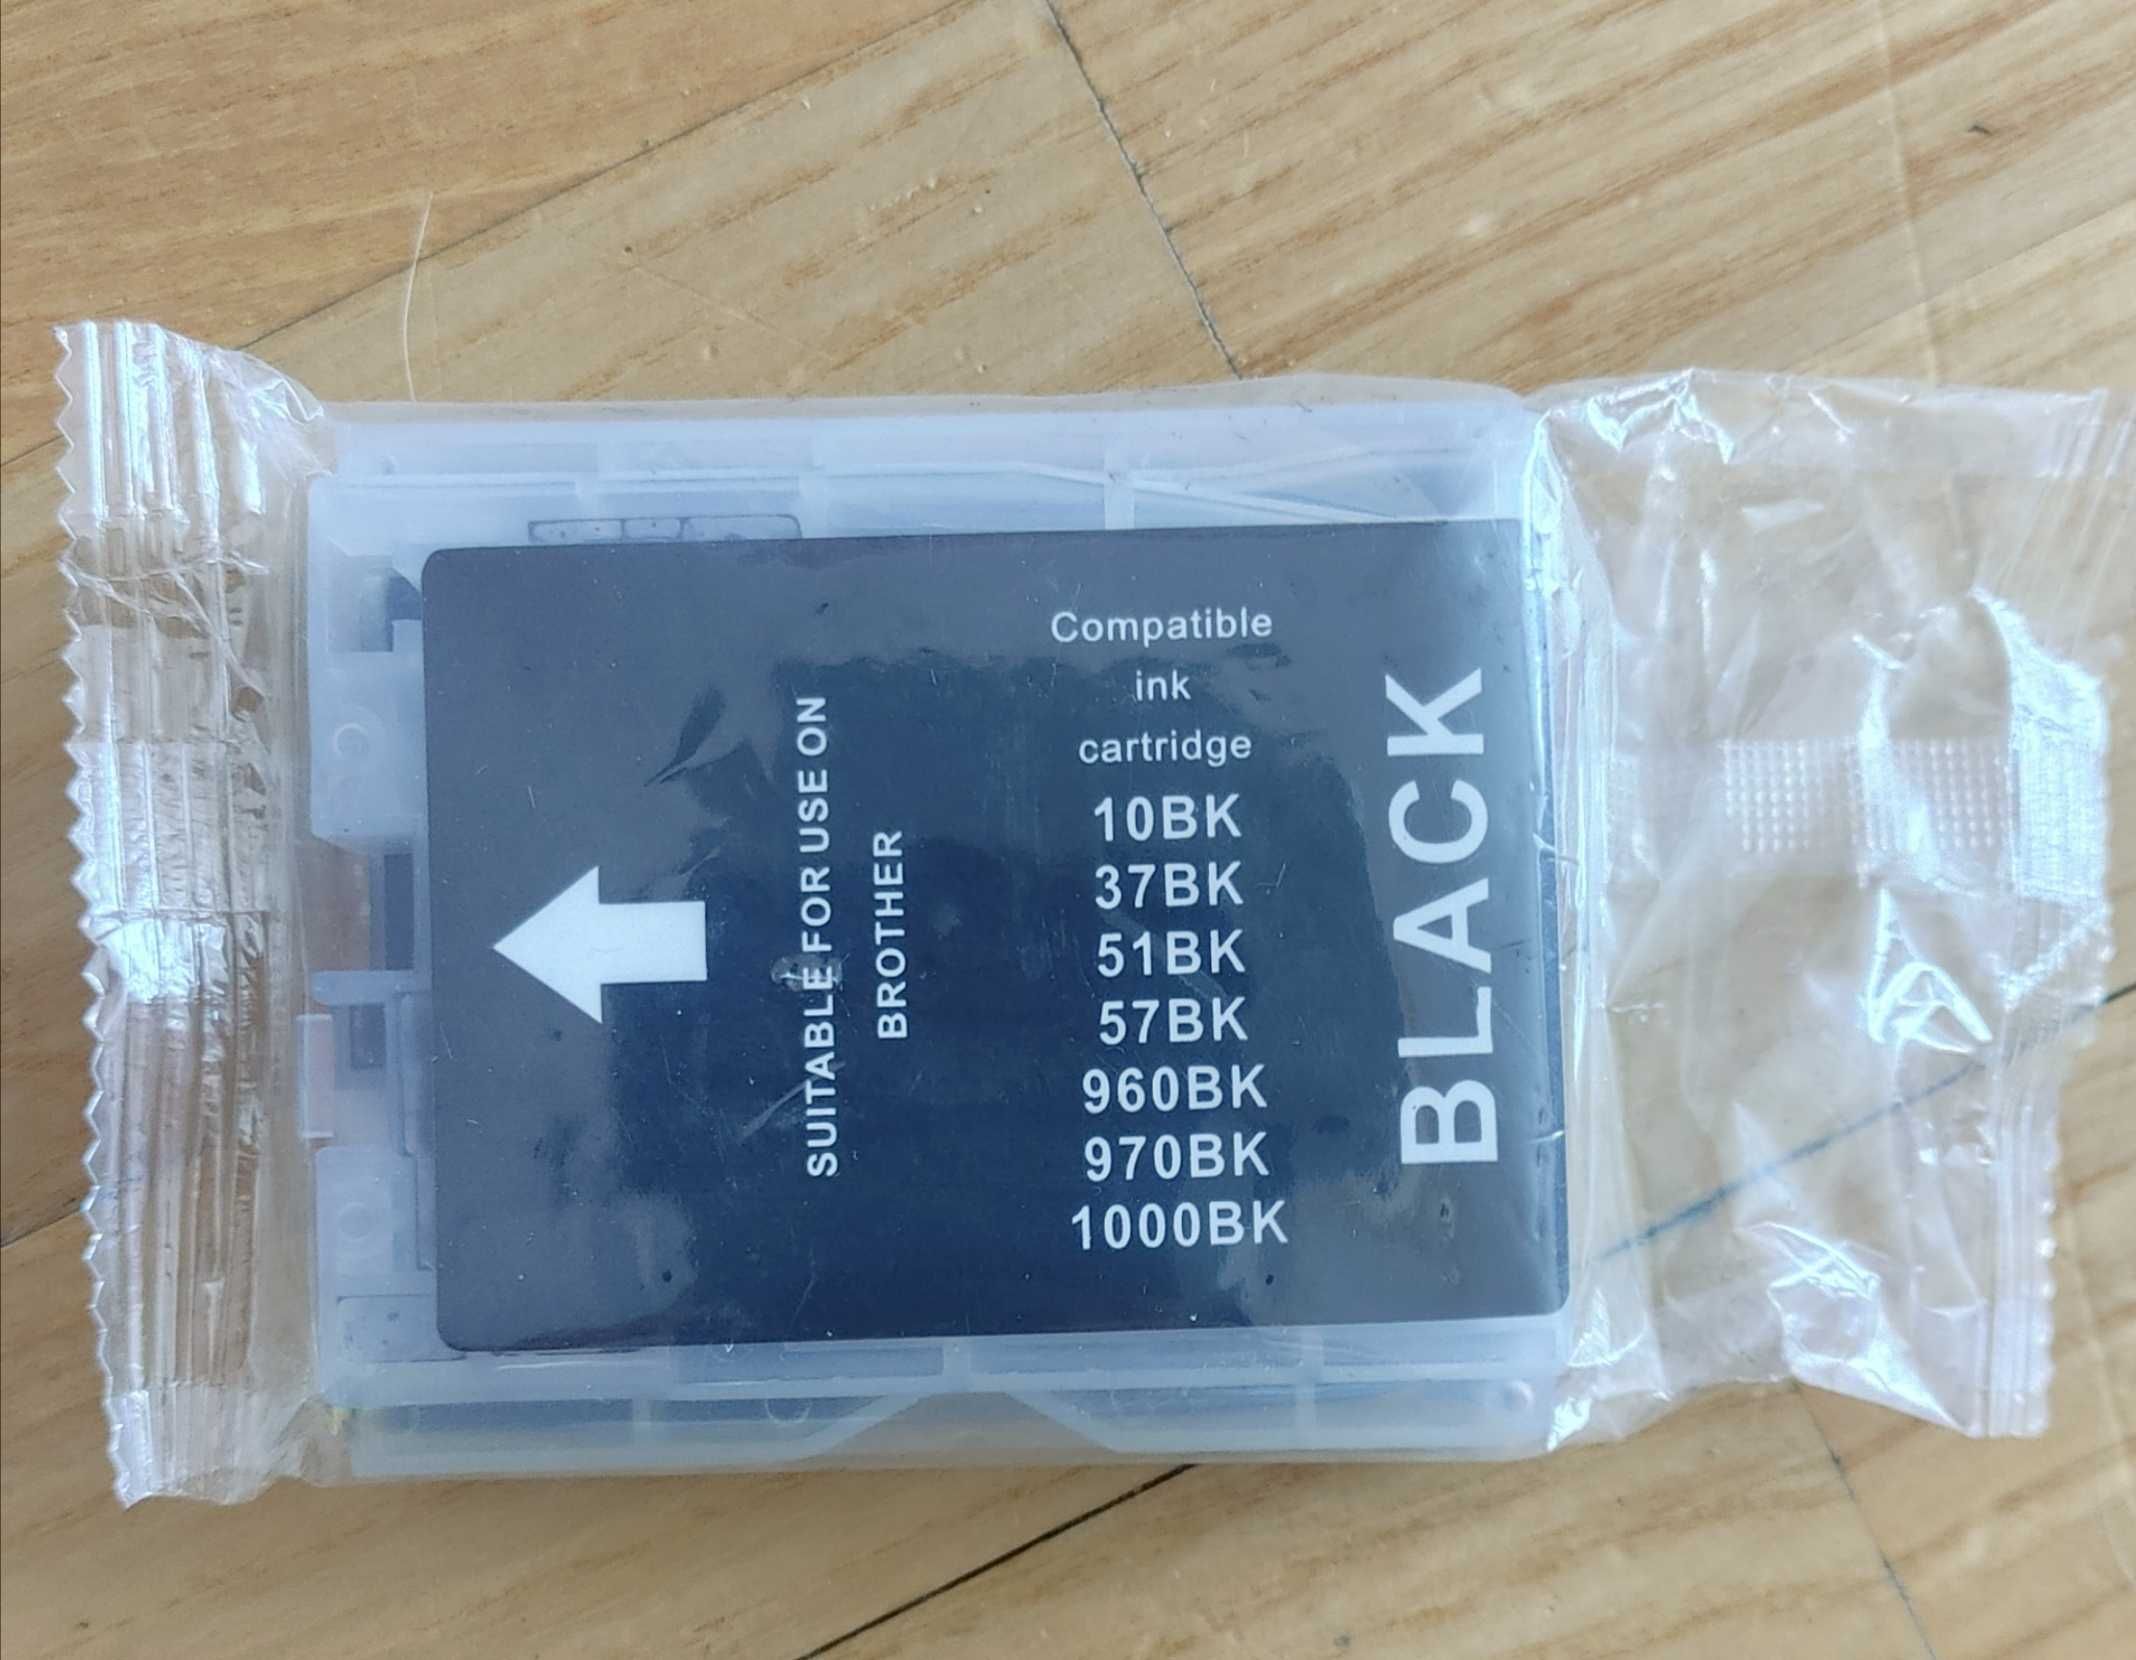 SUITABLE FOR USE ON
BROTHER
Compatible
ink
cartridge
10BK
37BK
51BK
57BK
960BK
970BK
1000BK
BLACK